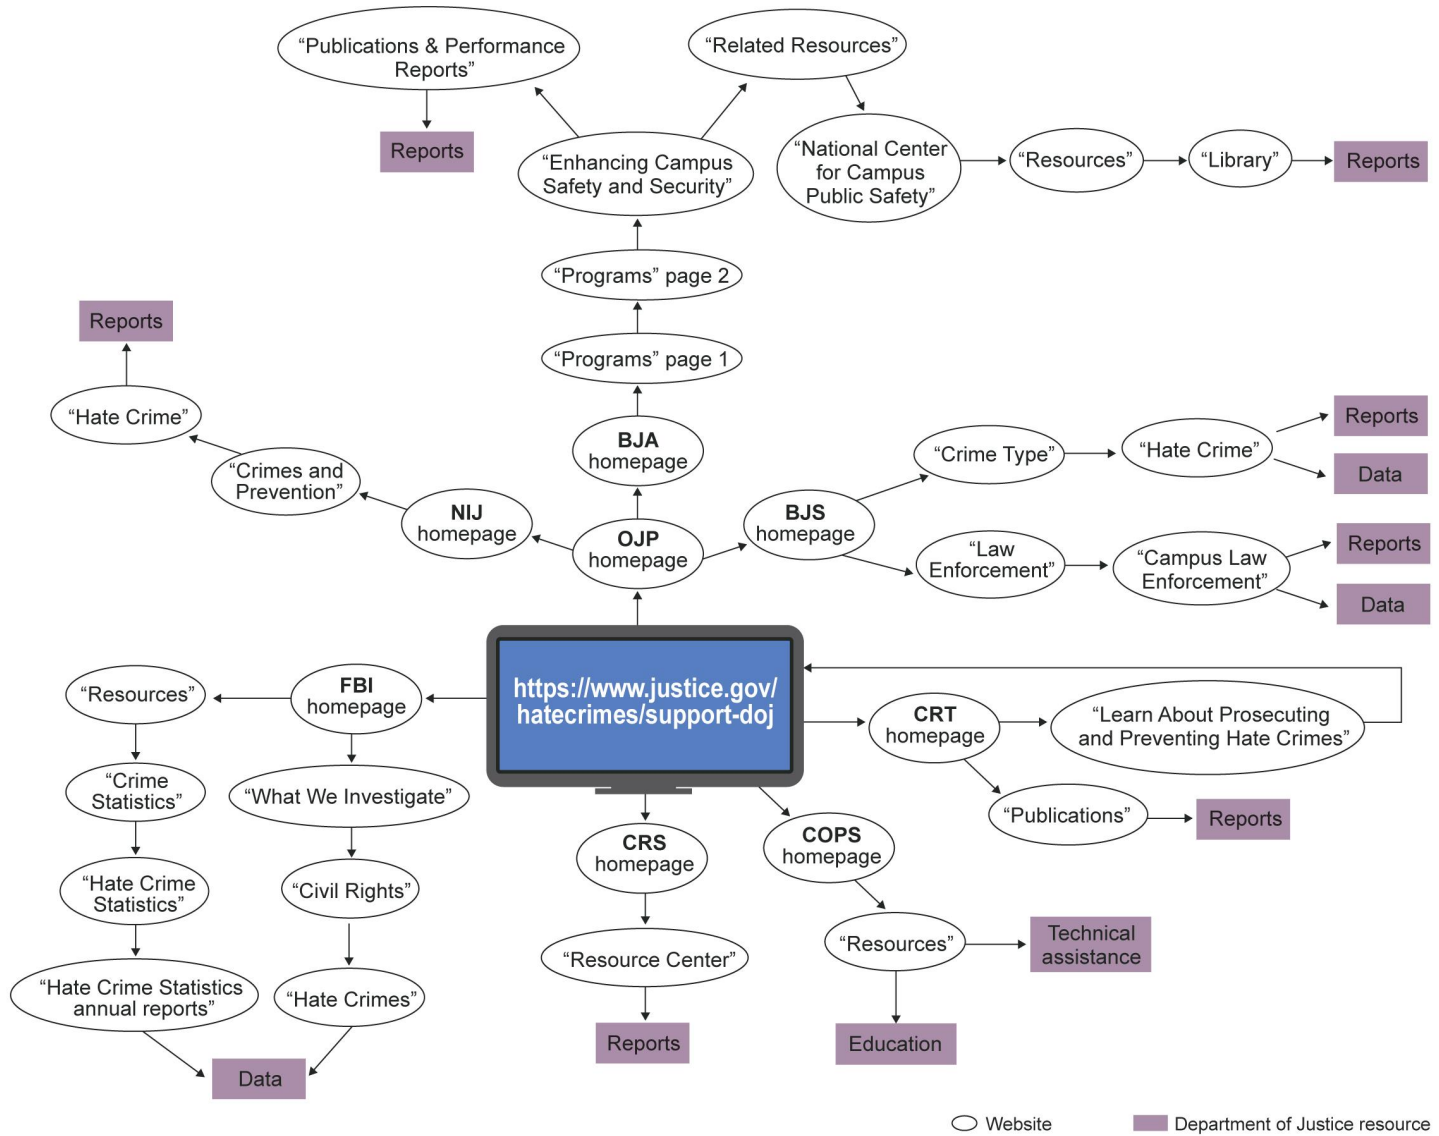 “Publications & Performance
Reports”
“Related Resources”
Reports
“Enhancing Campus
Safety and Security”
“National Center
for Campus
Public Safety”
“Resources”
“Library”
Reports
“Programs” page 2
“Programs” page 1
Reports
“Hate Crime”
“Crimes and
Prevention”
NIJ
homepage
BJA
homepage
OJP
homepage
BJS
homepage
“Crime Type”
“Hate Crime”
Reports
Data
“Law
Enforcement”
“Campus Law
Enforcement”
Reports
Data
https://www.justice.gov/
hatecrimes/support-doj
FBI
homepage
“Resources”
“Crime
Statistics”
“Hate Crime
Statistics”
“Hate Crime Statistics
annual reports”
“What We Investigate”
“Civil Rights”
“Hate Crimes”
Data
CRS
homepage
“Resource Center”
Reports
COPS
homepage
“Resources”
Technical
assistance
Education
CRT
homepage
“Learn About Prosecuting
and Preventing Hate Crimes”
“Publications”
Reports
Website
Department of Justice resource